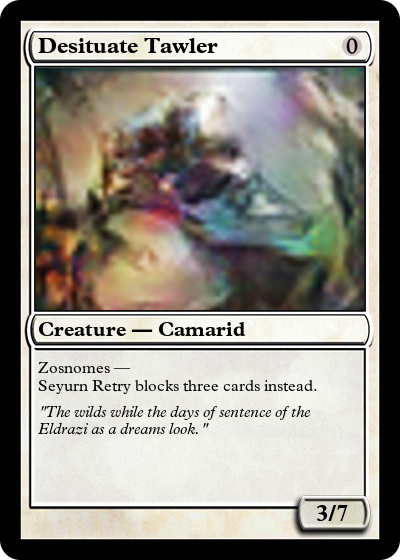 Desituate Tawler 0
Creature — Camarid
Zosnomes —
Seyurn Retry blocks three cards instead.
"The wilds while the days of sentence of the
Eldrazi as a dreams look."
3/7